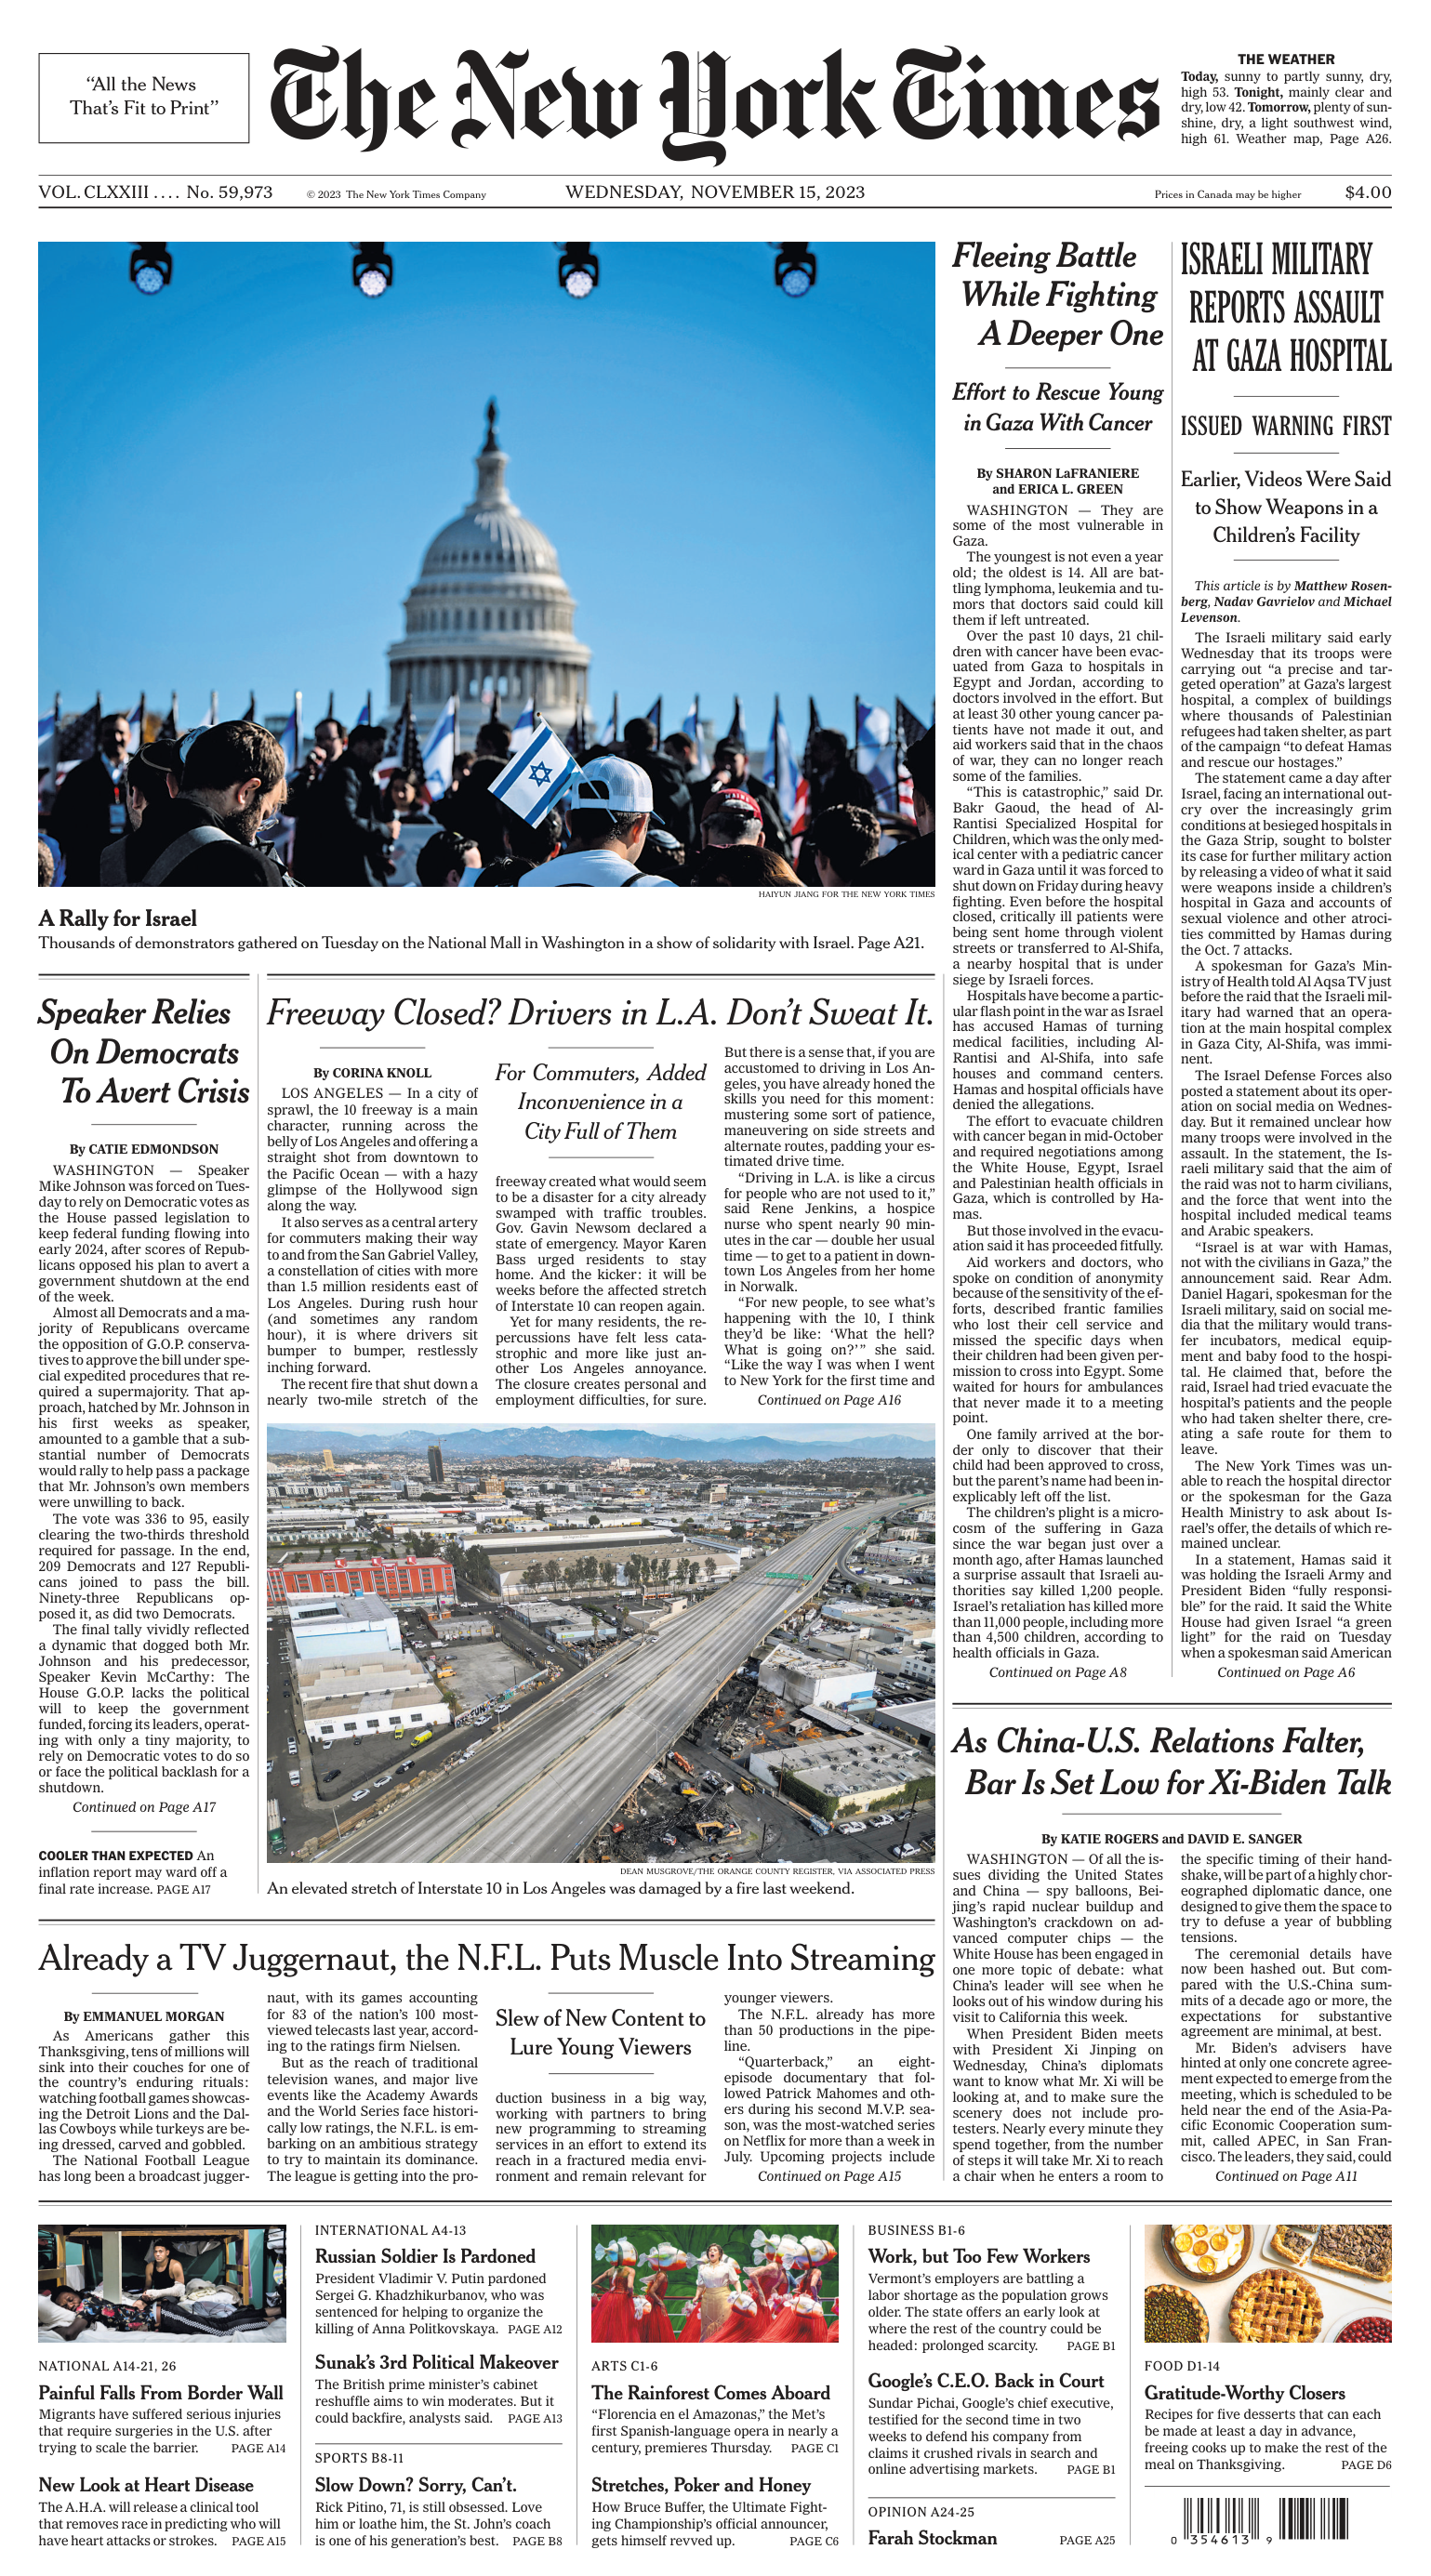 “All the News
That’s Fit to Print”
The New York Times
THE WEATHER
Today, sunny to partly sunny, dry,
high 53. Tonight, mainly clear and
dry, low 42. Tomorrow, plenty of sun-
shine, dry, a light southwest wind,
high 61. Weather map, Page A26.
VOL. CLXXIII .... No. 59,973
© 2023 The New York Times Company
WEDNESDAY, NOVEMBER 15, 2023
Prices in Canada may be higher
$4.00
HAIYUN JIANG FOR THE NEW YORK TIMES
A Rally for Israel
Thousands of demonstrators gathered on Tuesday on the National Mall in Washington in a show of solidarity with Israel. Page A21.
Fleeing Battle
While Fighting
A Deeper One
Effort to Rescue Young
in Gaza With Cancer
By SHARON LaFRANIERE
and ERICA L. GREEN
WASHINGTON — They are
some of the most vulnerable in
Gaza.
The youngest is not even a year
old; the oldest is 14. All are bat-
tling lymphoma, leukemia and tu-
mors that doctors said could kill
them if left untreated.
Over the past 10 days, 21 chil-
dren with cancer have been evac-
uated from Gaza to hospitals in
Egypt and Jordan, according to
doctors involved in the effort. But
at least 30 other young cancer pa-
tients have not made it out, and
aid workers said that in the chaos
of war, they can no longer reach
some of the families.
“This is catastrophic,” said Dr.
Bakr Gaoud, the head of Al-
Rantisi Specialized Hospital for
Children, which was the only med-
ical center with a pediatric cancer
ward in Gaza until it was forced to
shut down on Friday during heavy
fighting. Even before the hospital
closed, critically ill patients were
being sent home through violent
streets or transferred to Al-Shifa,
a nearby hospital that is under
siege by Israeli forces.
Hospitals have become a partic-
ular flash point in the war as Israel
has accused Hamas of turning
medical facilities, including Al-
Rantisi and Al-Shifa, into safe
houses and command centers.
Hamas and hospital officials have
denied the allegations.
The effort to evacuate children
with cancer began in mid-October
and required negotiations among
the White House, Egypt, Israel
and Palestinian health officials in
Gaza, which is controlled by Ha-
mas.
But those involved in the evacu-
ation said it has proceeded fitfully.
Aid workers and doctors, who
spoke on condition of anonymity
because of the sensitivity of the ef-
forts, described frantic families
who lost their cell service and
missed the specific days when
their children had been given per-
mission to cross into Egypt. Some
waited for hours for ambulances
that never made it to a meeting
point.
One family arrived at the bor-
der only to discover that their
child had been approved to cross,
but the parent’s name had been in-
explicably left off the list.
The children’s plight is a micro-
cosm of the suffering in Gaza
since the war began just over a
month ago, after Hamas launched
a surprise assault that Israeli au-
thorities say killed 1,200 people.
Israel’s retaliation has killed more
than 11,000 people, including more
than 4,500 children, according to
health officials in Gaza.
Continued on Page A8
ISRAELI MILITARY
REPORTS ASSAULT
AT GAZA HOSPITAL
ISSUED WARNING FIRST
Earlier, Videos Were Said
to Show Weapons in a
Children’s Facility
This article is by Matthew Rosen-
berg, Nadav Gavrielov and Michael
Levenson.
The Israeli military said early
Wednesday that its troops were
carrying out “a precise and tar-
geted operation” at Gaza’s largest
hospital, a complex of buildings
where thousands of Palestinian
refugees had taken shelter, as part
of the campaign “to defeat Hamas
and rescue our hostages.”
The statement came a day after
Israel, facing an international out-
cry over the increasingly grim
conditions at besieged hospitals in
the Gaza Strip, sought to bolster
its case for further military action
by releasing a video of what it said
were weapons inside a children’s
hospital in Gaza and accounts of
sexual violence and other atroci-
ties committed by Hamas during
the Oct. 7 attacks.
A spokesman for Gaza’s Min-
istry of Health told Al Aqsa TV just
before the raid that the Israeli mil-
itary had warned that an opera-
tion at the main hospital complex
in Gaza City, Al-Shifa, was immi-
nent.
The Israel Defense Forces also
posted a statement about its oper-
ation on social media on Wednes-
day. But it remained unclear how
many troops were involved in the
assault. In the statement, the Is-
raeli military said that the aim of
the raid was not to harm civilians,
and the force that went into the
hospital included medical teams
and Arabic speakers.
“Israel is at war with Hamas,
not with the civilians in Gaza,” the
announcement said. Rear Adm.
Daniel Hagari, spokesman for the
Israeli military, said on social me-
dia that the military would trans-
fer incubators, medical equip-
ment and baby food to the hospi-
tal. He claimed that, before the
raid, Israel had tried evacuate the
hospital’s patients and the people
who had taken shelter there, cre-
ating a safe route for them to
leave.
The New York Times was un-
able to reach the hospital director
or the spokesman for the Gaza
Health Ministry to ask about Is-
rael’s offer, the details of which re-
mained unclear.
In a statement, Hamas said it
was holding the Israeli Army and
President Biden “fully responsi-
ble” for the raid. It said the White
House had given Israel “a green
light” for the raid on Tuesday
when a spokesman said American
Continued on Page A6
Speaker Relies
On Democrats
To Avert Crisis
By CATIE EDMONDSON
WASHINGTON — Speaker
Mike Johnson was forced on Tues-
day to rely on Democratic votes as
the House passed legislation to
keep federal funding flowing into
early 2024, after scores of Repub-
licans opposed his plan to avert a
government shutdown at the end
of the week.
Almost all Democrats and a ma-
jority of Republicans overcame
the opposition of G.O.P. conserva-
tives to approve the bill under spe-
cial expedited procedures that re-
quired a supermajority. That ap-
proach, hatched by Mr. Johnson in
his first weeks as speaker,
amounted to a gamble that a sub-
stantial number of Democrats
would rally to help pass a package
that Mr. Johnson’s own members
were unwilling to back.
The vote was 336 to 95, easily
clearing the two-thirds threshold
required for passage. In the end,
209 Democrats and 127 Republi-
cans joined to pass the bill.
Ninety-three Republicans op-
posed it, as did two Democrats.
The final tally vividly reflected
a dynamic that dogged both Mr.
Johnson and his predecessor,
Speaker Kevin McCarthy: The
House G.O.P. lacks the political
will to keep the government
funded, forcing its leaders, operat-
ing with only a tiny majority, to
rely on Democratic votes to do so
or face the political backlash for a
shutdown.
Continued on Page A17
COOLER THAN EXPECTED An
inflation report may ward off a
final rate increase. PAGE A17
Freeway Closed? Drivers in L.A. Don’t Sweat It.
By CORINA KNOLL
LOS ANGELES — In a city of
sprawl, the 10 freeway is a main
character, running across the
belly of Los Angeles and offering a
straight shot from downtown to
the Pacific Ocean — with a hazy
glimpse of the Hollywood sign
along the way.
It also serves as a central artery
for commuters making their way
to and from the San Gabriel Valley,
a constellation of cities with more
than 1.5 million residents east of
Los Angeles. During rush hour
(and sometimes any random
hour), it is where drivers sit
bumper to bumper, restlessly
inching forward.
The recent fire that shut down a
nearly two-mile stretch of the
For Commuters, Added
Inconvenience in a
City Full of Them
freeway created what would seem
to be a disaster for a city already
swamped with traffic troubles.
Gov. Gavin Newsom declared a
state of emergency. Mayor Karen
Bass urged residents to stay
home. And the kicker: it will be
weeks before the affected stretch
of Interstate 10 can reopen again.
Yet for many residents, the re-
percussions have felt less cata-
strophic and more like just an-
other Los Angeles annoyance.
The closure creates personal and
employment difficulties, for sure.
But there is a sense that, if you are
accustomed to driving in Los An-
geles, you have already honed the
skills you need for this moment:
mustering some sort of patience,
maneuvering on side streets and
alternate routes, padding your es-
timated drive time.
“Driving in L.A. is like a circus
for people who are not used to it,”
said Rene Jenkins, a hospice
nurse who spent nearly 90 min-
utes in the car — double her usual
time — to get to a patient in down-
town Los Angeles from her home
in Norwalk.
“For new people, to see what’s
happening with the 10, I think
they’d be like: ‘What the hell?
What is going on?’” she said.
“Like the way I was when I went
to New York for the first time and
Continued on Page A16
DEAN MUSGROVE/THE ORANGE COUNTY REGISTER, VIA ASSOCIATED PRESS
An elevated stretch of Interstate 10 in Los Angeles was damaged by a fire last weekend.
As China-U.S. Relations Falter,
Bar Is Set Low for Xi-Biden Talk
By KATIE ROGERS and DAVID E. SANGER
WASHINGTON — Of all the is-
sues dividing the United States
and China — spy balloons, Bei-
jing’s rapid nuclear buildup and
Washington’s crackdown on ad-
vanced computer chips — the
White House has been engaged in
one more topic of debate: what
China’s leader will see when he
looks out of his window during his
visit to California this week.
When President Biden meets
with President Xi Jinping on
Wednesday, China’s diplomats
want to know what Mr. Xi will be
looking at, and to make sure the
scenery does not include pro-
testers. Nearly every minute they
spend together, from the number
of steps it will take Mr. Xi to reach
a chair when he enters a room to
the specific timing of their hand-
shake, will be part of a highly chor-
eographed diplomatic dance, one
designed to give them the space to
try to defuse a year of bubbling
tensions.
The ceremonial details have
now been hashed out. But com-
pared with the U.S.-China sum-
mits of a decade ago or more, the
expectations for substantive
agreement are minimal, at best.
Mr. Biden’s advisers have
hinted at only one concrete agree-
ment expected to emerge from the
meeting, which is scheduled to be
held near the end of the Asia-Pa-
cific Economic Cooperation sum-
mit, called APEC, in San Fran-
cisco. The leaders, they said, could
Continued on Page A11
Already a TV Juggernaut, the N.F.L. Puts Muscle Into Streaming
By EMMANUEL MORGAN
As Americans gather this
Thanksgiving, tens of millions will
sink into their couches for one of
the country’s enduring rituals:
watching football games showcas-
ing the Detroit Lions and the Dal-
las Cowboys while turkeys are be-
ing dressed, carved and gobbled.
The National Football League
has long been a broadcast jugger-
naut, with its games accounting
for 83 of the nation’s 100 most-
viewed telecasts last year, accord-
ing to the ratings firm Nielsen.
But as the reach of traditional
television wanes, and major live
events like the Academy Awards
and the World Series face histori-
cally low ratings, the N.F.L. is em-
barking on an ambitious strategy
to try to maintain its dominance.
The league is getting into the pro-
Slew of New Content to
Lure Young Viewers
duction business in a big way,
working with partners to bring
new programming to streaming
services in an effort to extend its
reach in a fractured media envi-
ronment and remain relevant for
younger viewers.
The N.F.L. already has more
than 50 productions in the pipe-
line.
“Quarterback,” an eight-
episode documentary that fol-
lowed Patrick Mahomes and oth-
ers during his second M.V.P. sea-
son, was the most-watched series
on Netflix for more than a week in
July. Upcoming projects include
Continued on Page A15
NATIONAL A14-21, 26
Painful Falls From Border Wall
Migrants have suffered serious injuries
that require surgeries in the U.S. after
trying to scale the barrier. PAGE A14
New Look at Heart Disease
The A.H.A. will release a clinical tool
that removes race in predicting who will
have heart attacks or strokes. PAGE A15
INTERNATIONAL A4-13
Russian Soldier Is Pardoned
President Vladimir V. Putin pardoned
Sergei G. Khadzhikurbanov, who was
sentenced for helping to organize the
killing of Anna Politkovskaya. PAGE A12
Sunak’s 3rd Political Makeover
The British prime minister’s cabinet
reshuffle aims to win moderates. But it
could backfire, analysts said. PAGE A13
SPORTS B8-11
Slow Down? Sorry, Can’t.
Rick Pitino, 71, is still obsessed. Love
him or loathe him, the St. John’s coach
is one of his generation’s best. PAGE B8
ARTS C1-6
The Rainforest Comes Aboard
“Florencia en el Amazonas,” the Met’s
first Spanish-language opera in nearly a
century, premieres Thursday. PAGE C1
Stretches, Poker and Honey
How Bruce Buffer, the Ultimate Fight-
ing Championship’s official announcer,
gets himself revved up. PAGE C6
BUSINESS B1-6
Work, but Too Few Workers
Vermont’s employers are battling a
labor shortage as the population grows
older. The state offers an early look at
where the rest of the country could be
headed: prolonged scarcity. PAGE B1
Google’s C.E.O. Back in Court
Sundar Pichai, Google’s chief executive,
testified for the second time in two
weeks to defend his company from
claims it crushed rivals in search and
online advertising markets. PAGE B1
OPINION A24-25
Farah Stockman PAGE A25
FOOD D1-14
Gratitude-Worthy Closers
Recipes for five desserts that can each
be made at least a day in advance,
freeing cooks up to make the rest of the
meal on Thanksgiving. PAGE D6
0 354613 9